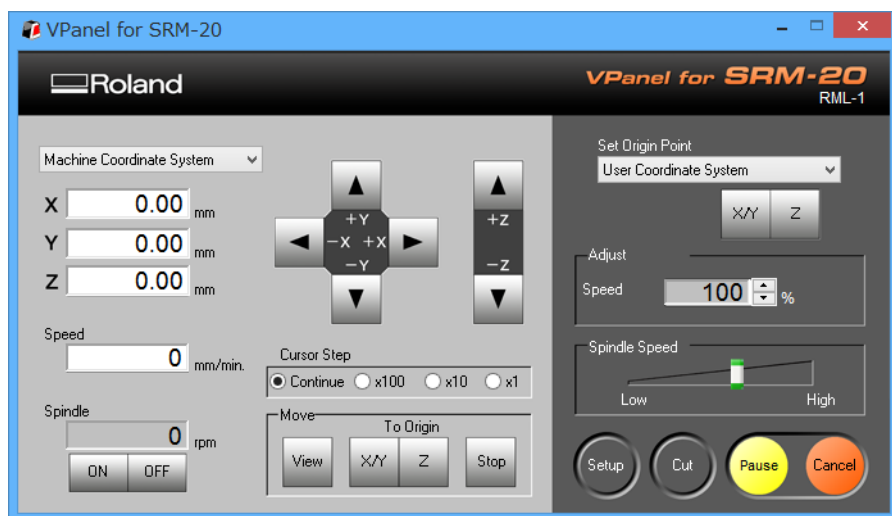 VPanel for SRM-20
Roland
VPanel for SRM-20
RML-1
Machine Coordinate System
X 0.00 mm
Y 0.00 mm
Z 0.00 mm
+Y
-X +X
-Y
+Z
-Z
Speed
0 mm/min.
Spindle
0 rpm
ON OFF
Cursor Step
Continue x100 x10 x1
Move
To Origin
View X/Y Z Stop
Set Origin Point
User Coordinate System
X/Y Z
Adjust
Speed 100 %
Spindle Speed
Low High
Setup Cut Pause Cancel